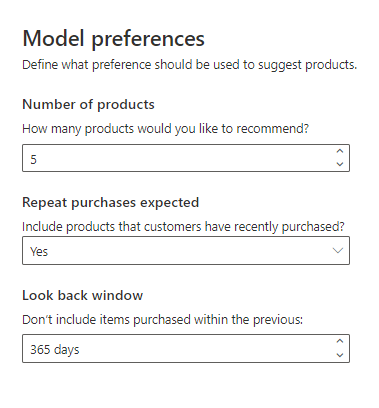 Model preferences
Define what preference should be used to suggest products.
Number of products
How many products would you like to recommend?
5
Repeat purchases expected
Include products that customers have recently purchased?
Yes
Look back window
Don't include items purchased within the previous:
365 days